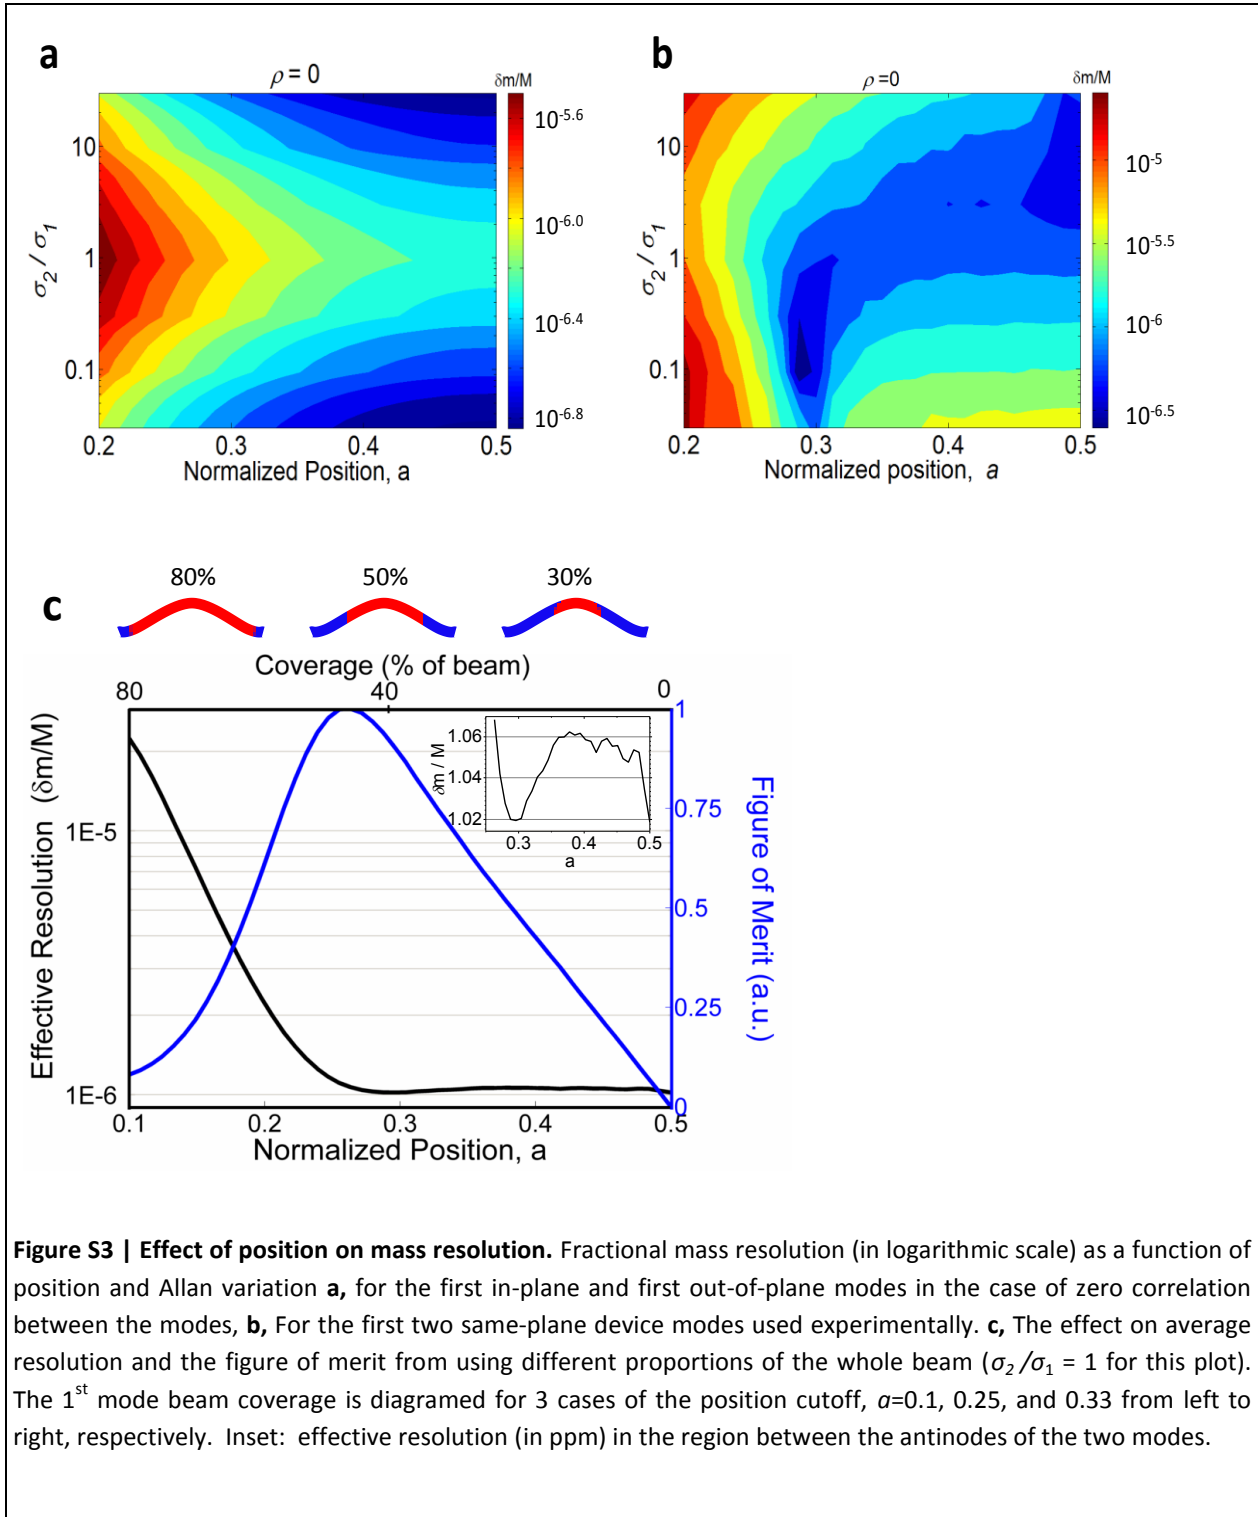 a
ρ = 0
δm/M
10
1
0.1
σ2 / σ1
10^-5.6
10^-6.0
10^-6.4
10^-6.8
0.2 0.3 0.4 0.5
Normalized Position, a
b
ρ =0
δm/M
10
1
0.1
σ2 / σ1
10^-5
10^-5.5
10^-6
10^-6.5
0.2 0.3 0.4 0.5
Normalized position, a
80% 50% 30%
c
Coverage (% of beam)
80 40 0
Effective Resolution (δm/M)
1E-5
1E-6
1
0.75
0.5
0.25
0
Figure of Merit (a.u.)
δm / M
1.06
1.04
1.02
0.3 0.4 0.5
a
0.1 0.2 0.3 0.4 0.5
Normalized Position, a
Figure S3 | Effect of position on mass resolution. Fractional mass resolution (in logarithmic scale) as a function of
position and Allan variation a, for the first in-plane and first out-of-plane modes in the case of zero correlation
between the modes, b, For the first two same-plane device modes used experimentally. c, The effect on average
resolution and the figure of merit from using different proportions of the whole beam (σ2/σ1 = 1 for this plot).
The 1st mode beam coverage is diagramed for 3 cases of the position cutoff, a=0.1, 0.25, and 0.33 from left to
right, respectively. Inset: effective resolution (in ppm) in the region between the antinodes of the two modes.